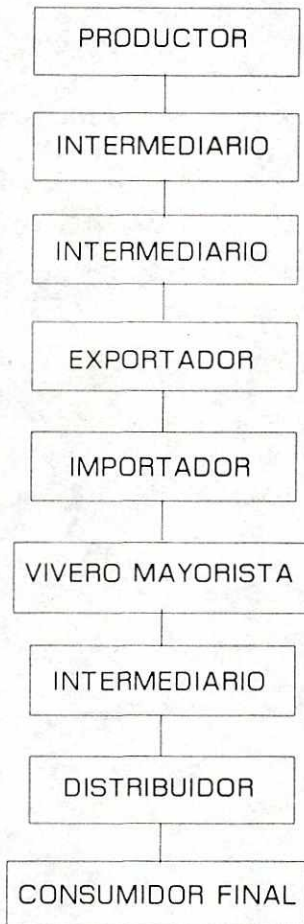 PRODUCTOR
INTERMEDIARIO
INTERMEDIARIO
EXPORTADOR
IMPORTADOR
VIVERO MAYORISTA
INTERMEDIARIO
DISTRIBUIDOR
CONSUMIDOR FINAL